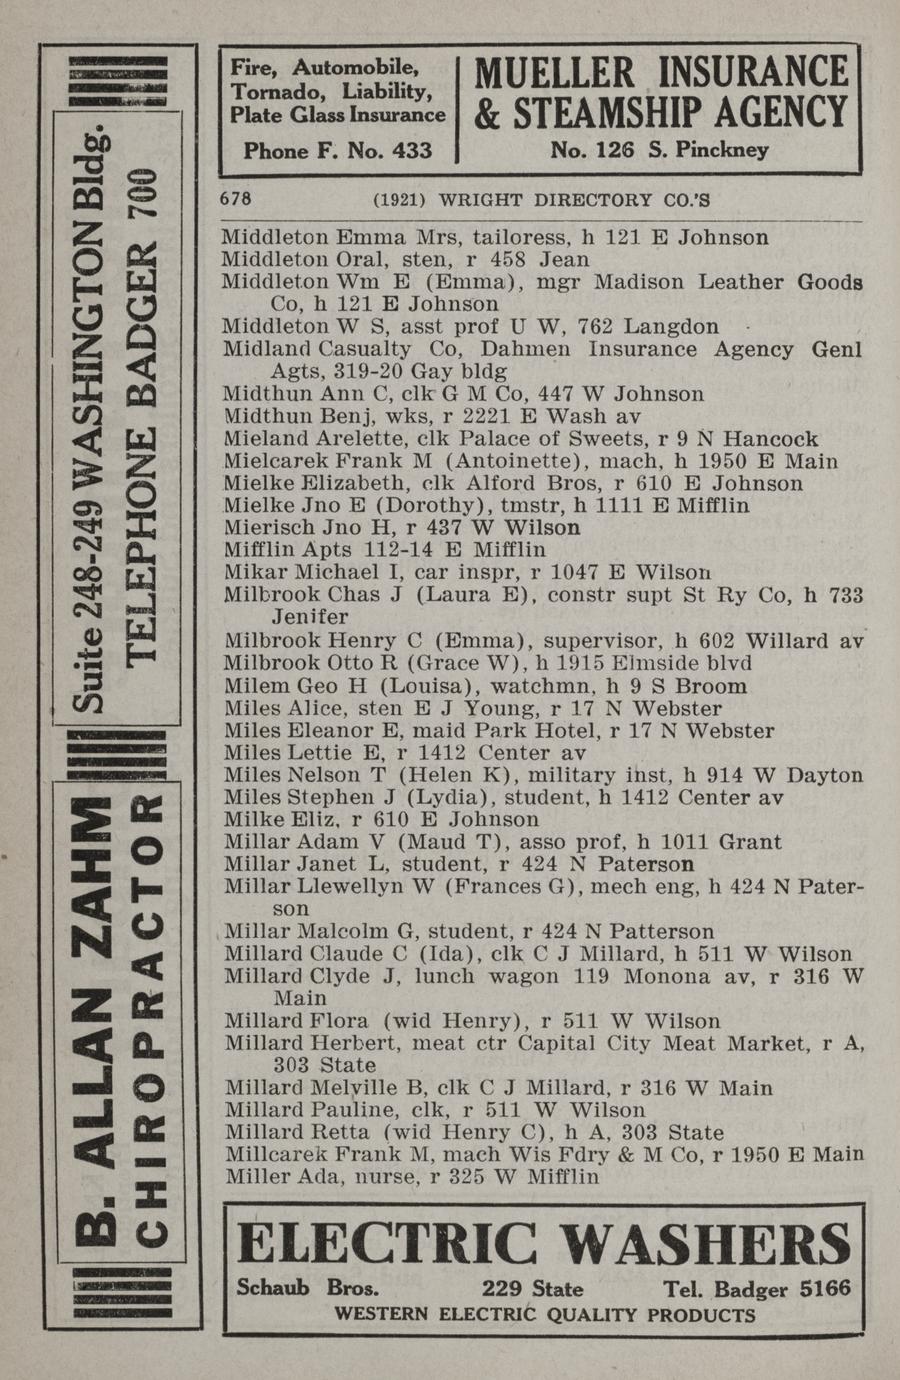 Suite 248-249 WASHINGTON Bldg.
TELEPHONE BADGER 700
B. ALLAN ZAHM
CHIROPRACTOR
Fire, Automobile,
Tornado, Liability,
Plate Glass Insurance
Phone F. No. 433
MUELLER INSURANCE
& STEAMSHIP AGENCY
No. 126 S. Pinckney
678 (1921) WRIGHT DIRECTORY CO.'S
Middleton Emma Mrs, tailoress, h 121 E Johnson
Middleton Oral, sten, r 458 Jean
Middleton Wm E (Emma), mgr Madison Leather Goods
Co, h 121 E Johnson
Middleton W S, asst prof U W, 762 Langdon
Midland Casualty Co, Dahmen Insurance Agency Genl
Agts, 319-20 Gay bldg
Midthun Ann C, clk G M Co, 447 W Johnson
Midthun Benj, wks, r 2221 E Wash av
Mieland Arelette, clk Palace of Sweets, r 9 N Hancock
Mielcarek Frank M (Antoinette), mach, h 1950 E Main
Mielke Elizabeth, clk Alford Bros, r 610 E Johnson
Mielke Jno E (Dorothy), tmstr, h 1111 E Mifflin
Mierisch Jno H, r 437 W Wilson
Mifflin Apts 112-14 E Mifflin
Mikar Michael I, car inspr, r 1047 E Wilson
Milbrook Chas J (Laura E), constr supt St Ry Co, h 733
Jenifer
Milbrook Henry C (Emma), supervisor, h 602 Willard av
Milbrook Otto R (Grace W), h 1915 Elmside blvd
Milem Geo H (Louisa), watchmn, h 9 S Broom
Miles Alice, sten E J Young, r 17 N Webster
Miles Eleanor E, maid Park Hotel, r 17 N Webster
Miles Lettie E, r 1412 Center av
Miles Nelson T (Helen K), military inst, h 914 W Dayton
Miles Stephen J (Lydia), student, h 1412 Center av
Milke Eliz, r 610 E Johnson
Millar Adam V (Maud T), asso prof, h 1011 Grant
Millar Janet L, student, r 424 N Paterson
Millar Llewellyn W (Frances G), mech eng, h 424 N Pater-
son
Millar Malcolm G, student, r 424 N Patterson
Millard Claude C (Ida), clk C J Millard, h 511 W Wilson
Millard Clyde J, lunch wagon 119 Monona av, r 316 W
Main
Millard Flora (wid Henry), r 511 W Wilson
Millard Herbert, meat ctr Capital City Meat Market, r A,
303 State
Millard Melville B, clk C J Millard, r 316 W Main
Millard Pauline, clk, r 511 W Wilson
Millard Retta (wid Henry C), h A, 303 State
Millcarek Frank M, mach Wis Fdry & M Co, r 1950 E Main
Miller Ada, nurse, r 325 W Mifflin
ELECTRIC WASHERS
Schaub Bros. 229 State Tel. Badger 5166
WESTERN ELECTRIC QUALITY PRODUCTS